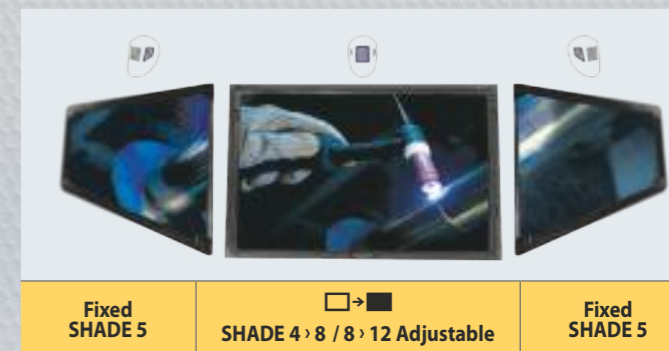 Fixed
SHADE 5
→
SHADE 4 › 8 / 8 › 12 Adjustable
Fixed
SHADE 5